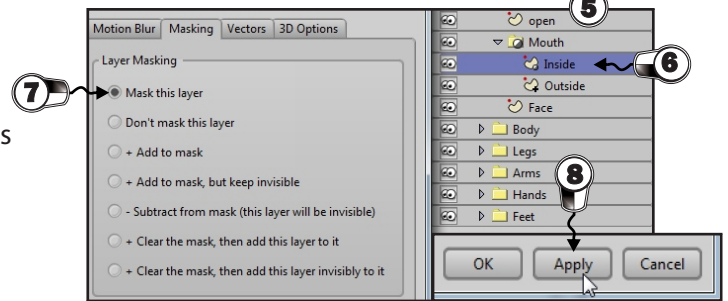 Motion Blur Masking Vectors 3D Options
Layer Masking
7
Mask this layer
Don't mask this layer
+ Add to mask
+ Add to mask, but keep invisible
- Subtract from mask (this layer will be invisible)
+ Clear the mask, then add this layer to it
+ Clear the mask, then add this layer invisibly to it
s
5
open
Mouth
Inside
6
Outside
Face
Body
Legs
Arms
8
Hands
Feet
OK Apply Cancel